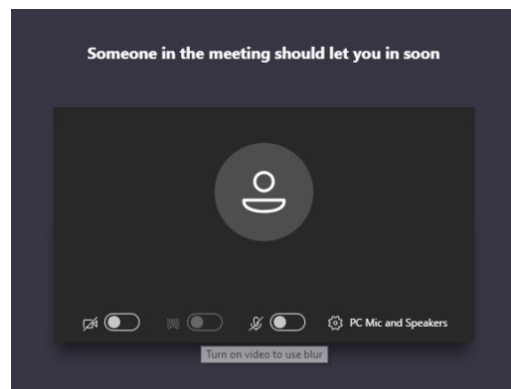 Someone in the meeting should let you in soon
PC Mic and Speakers
Turn on video to use blur